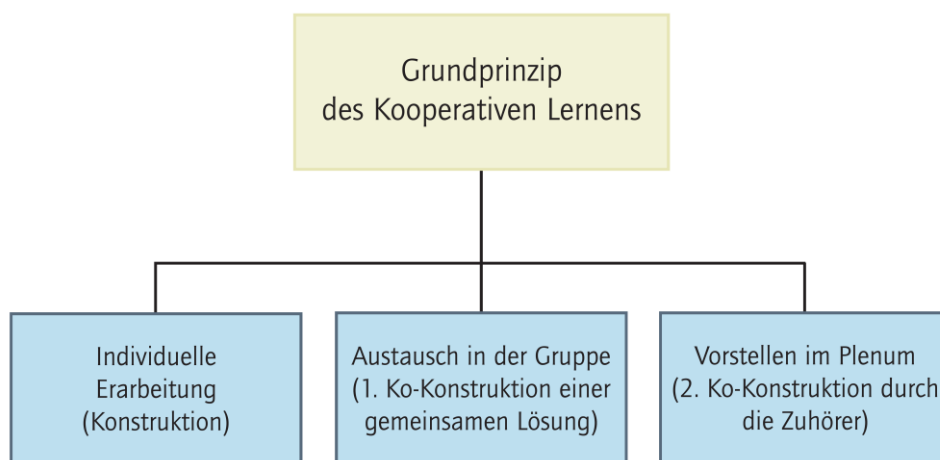 Grundprinzip
des Kooperativen Lernens
Individuelle
Erarbeitung
(Konstruktion)
Austausch in der Gruppe
(1. Ko-Konstruktion einer
gemeinsamen Lösung)
Vorstellen im Plenum
(2. Ko-Konstruktion durch
die Zuhörer)